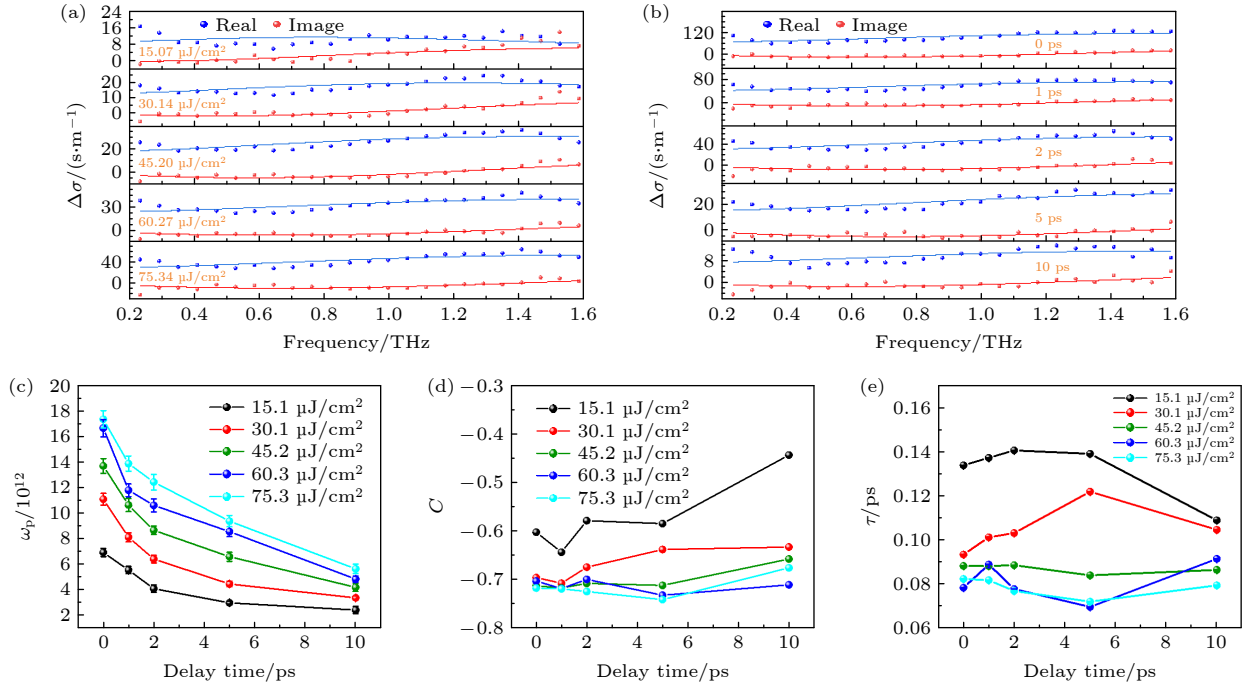 (a)
Real
Image
24
16
8
0
15.07 µJ/cm²
20
10
0
30.14 µJ/cm²
20
0
45.20 µJ/cm²
30
0
60.27 µJ/cm²
40
0
75.34 µJ/cm²
Δσ/(s·m⁻¹)
0.2 0.4 0.6 0.8 1.0 1.2 1.4 1.6
Frequency/THz
(b)
Real
Image
120
0
0 ps
80
0
1 ps
40
0
2 ps
20
0
5 ps
8
0
10 ps
Δσ/(s·m⁻¹)
0.2 0.4 0.6 0.8 1.0 1.2 1.4 1.6
Frequency/THz
(c)
20
18
16
14
12
10
8
6
4
2
ωₚ/10¹²
15.1 µJ/cm²
30.1 µJ/cm²
45.2 µJ/cm²
60.3 µJ/cm²
75.3 µJ/cm²
0 2 4 6 8 10
Delay time/ps
(d)
−0.3
−0.4
−0.5
−0.6
−0.7
−0.8
C
15.1 µJ/cm²
30.1 µJ/cm²
45.2 µJ/cm²
60.3 µJ/cm²
75.3 µJ/cm²
0 2 4 6 8 10
Delay time/ps
(e)
0.16
0.14
0.12
0.10
0.08
0.06
τ/ps
15.1 µJ/cm²
30.1 µJ/cm²
45.2 µJ/cm²
60.3 µJ/cm²
75.3 µJ/cm²
0 2 4 6 8 10
Delay time/ps